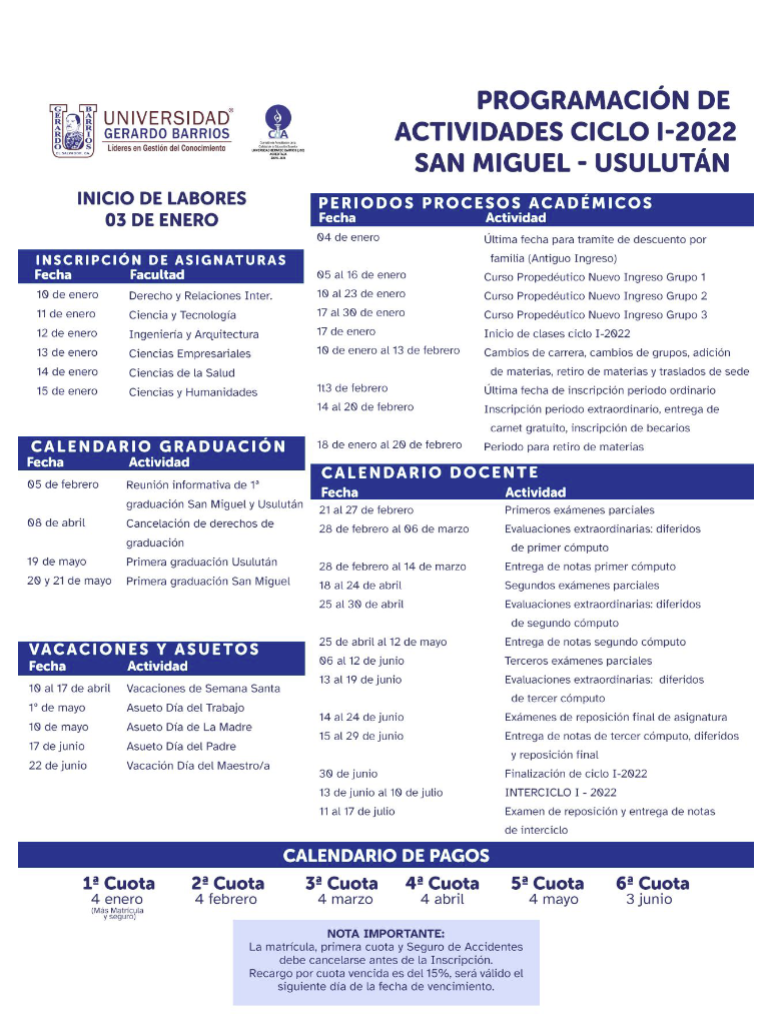 GERARDO
BARRIOS
UNIVERSIDAD®
GERARDO BARRIOS
Líderes en Gestión del Conocimiento
CdA
PROGRAMACIÓN DE
ACTIVIDADES CICLO I-2022
SAN MIGUEL - USULUTÁN
INICIO DE LABORES
03 DE ENERO
INSCRIPCIÓN DE ASIGNATURAS
Fecha Facultad
10 de enero Derecho y Relaciones Inter.
11 de enero Ciencia y Tecnología
12 de enero Ingeniería y Arquitectura
13 de enero Ciencias Empresariales
14 de enero Ciencias de la Salud
15 de enero Ciencias y Humanidades
CALENDARIO GRADUACIÓN
Fecha Actividad
05 de febrero Reunión informativa de 1ª
graduación San Miguel y Usulután
08 de abril Cancelación de derechos de
graduación
19 de mayo Primera graduación Usulután
20 y 21 de mayo Primera graduación San Miguel
VACACIONES Y ASUETOS
Fecha Actividad
10 al 17 de abril Vacaciones de Semana Santa
1º de mayo Asueto Día del Trabajo
10 de mayo Asueto Día de La Madre
17 de junio Asueto Día del Padre
22 de junio Vacación Día del Maestro/a
PERIODOS PROCESOS ACADÉMICOS
Fecha Actividad
04 de enero Última fecha para tramite de descuento por
familia (Antiguo Ingreso)
05 al 16 de enero Curso Propedéutico Nuevo Ingreso Grupo 1
10 al 23 de enero Curso Propedéutico Nuevo Ingreso Grupo 2
17 al 30 de enero Curso Propedéutico Nuevo Ingreso Grupo 3
17 de enero Inicio de clases ciclo I-2022
10 de enero al 13 de febrero Cambios de carrera, cambios de grupos, adición
de materias, retiro de materias y traslados de sede
1t3 de febrero Última fecha de inscripción periodo ordinario
14 al 20 de febrero Inscripción periodo extraordinario, entrega de
carnet gratuito, inscripción de becarios
18 de enero al 20 de febrero Periodo para retiro de materias
CALENDARIO DOCENTE
Fecha Actividad
21 al 27 de febrero Primeros exámenes parciales
28 de febrero al 06 de marzo Evaluaciones extraordinarias: diferidos
de primer cómputo
28 de febrero al 14 de marzo Entrega de notas primer cómputo
18 al 24 de abril Segundos exámenes parciales
25 al 30 de abril Evaluaciones extraordinarias: diferidos
de segundo cómputo
25 de abril al 12 de mayo Entrega de notas segundo cómputo
06 al 12 de junio Terceros exámenes parciales
13 al 19 de junio Evaluaciones extraordinarias: diferidos
de tercer cómputo
14 al 24 de junio Exámenes de reposición final de asignatura
15 al 29 de junio Entrega de notas de tercer cómputo, diferidos
y reposición final
30 de junio Finalización de ciclo I-2022
13 de junio al 10 de julio INTERCICLO I - 2022
11 al 17 de julio Examen de reposición y entrega de notas
de interciclo
CALENDARIO DE PAGOS
1ª Cuota 2ª Cuota 3ª Cuota 4ª Cuota 5ª Cuota 6ª Cuota
4 enero 4 febrero 4 marzo 4 abril 4 mayo 3 junio
(Más Matrícula
y seguro)
NOTA IMPORTANTE:
La matrícula, primera cuota y Seguro de Accidentes
debe cancelarse antes de la Inscripción.
Recargo por cuota vencida es del 15%, será válido el
siguiente día de la fecha de vencimiento.